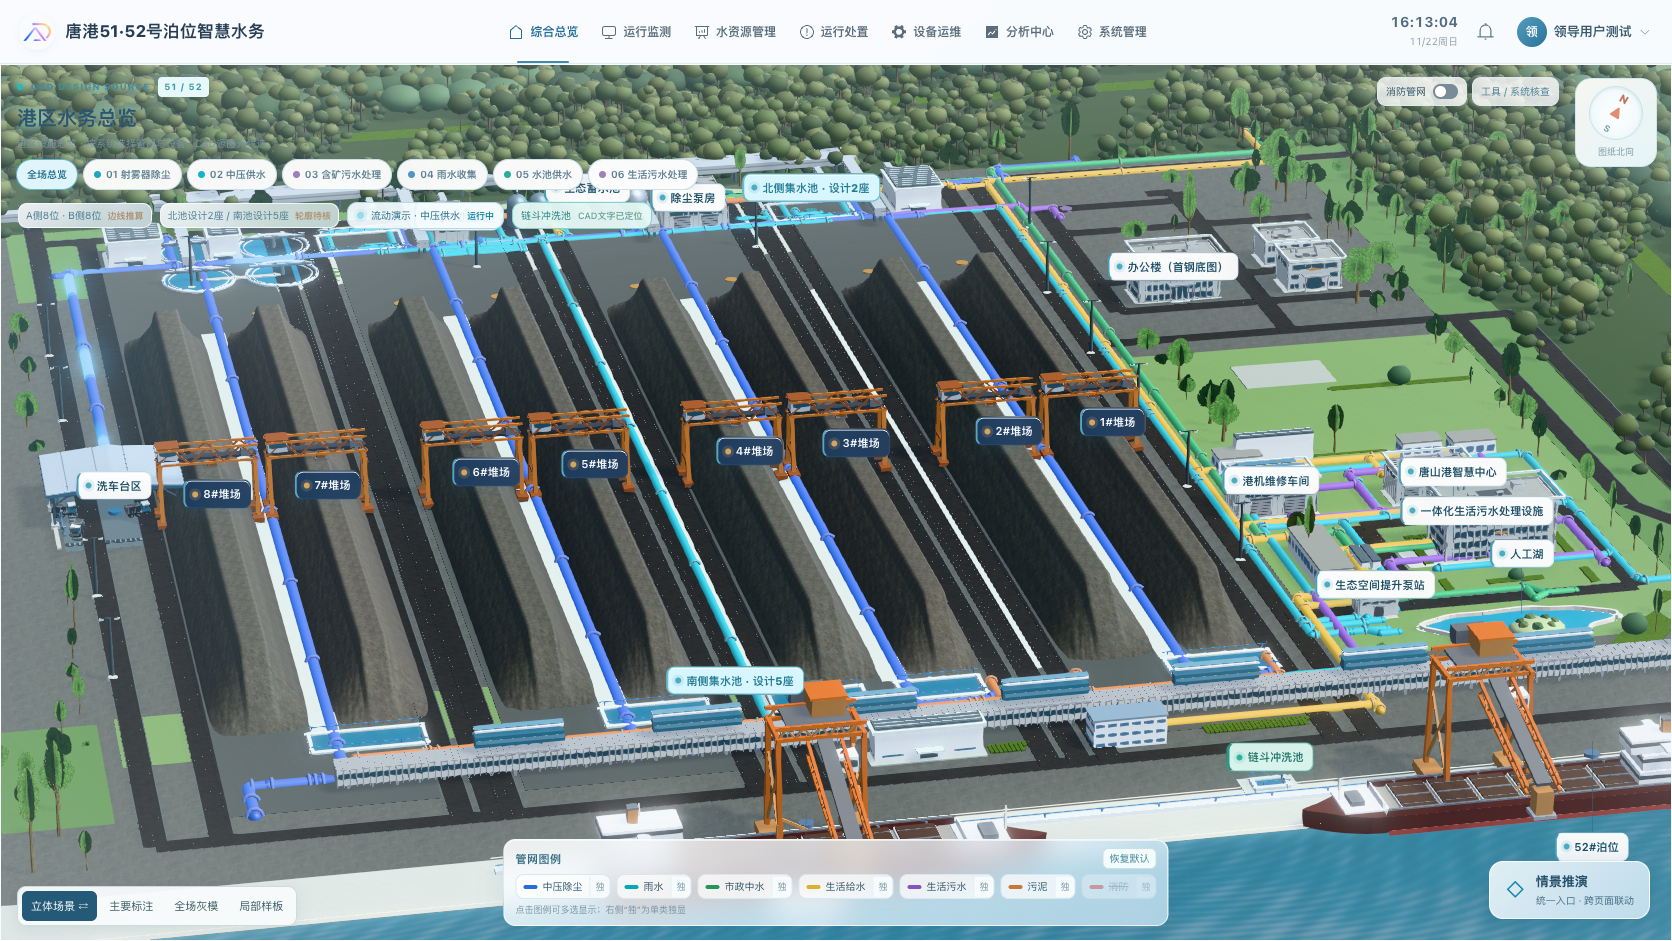 唐港51·52号泊位智慧水务
综合总览
运行监测
水资源管理
运行处置
设备运维
分析中心
系统管理
16:13:04
11/22周日
领
领导用户测试
51 / 52
港区水务总览
消防管网
工具 / 系统核查
N
S
图纸北向
全场总览
01 射雾器除尘
02 中压供水
03 含矿污水处理
04 雨水收集
05 水池供水
06 生活污水处理
A侧8位 · B侧8位 边线推算
北池设计2座 / 南池设计5座 轮廓待核
流动演示 · 中压供水 运行中
链斗冲洗池 CAD文字已定位
除尘泵房
北侧集水池 · 设计2座
办公楼（首钢底图）
洗车台区
8#堆场
7#堆场
6#堆场
5#堆场
4#堆场
3#堆场
2#堆场
1#堆场
港机维修车间
唐山港智慧中心
一体化生活污水处理设施
人工湖
生态空间提升泵站
南侧集水池 · 设计5座
链斗冲洗池
52#泊位
管网图例
恢复默认
中压除尘 独
雨水 独
市政中水 独
生活给水 独
生活污水 独
污泥 独
消防 独
点击图例可多选显示；右侧“独”为单类独显
立体场景
主要标注
全场灰模
局部样板
情景推演
统一入口 · 跨页面联动